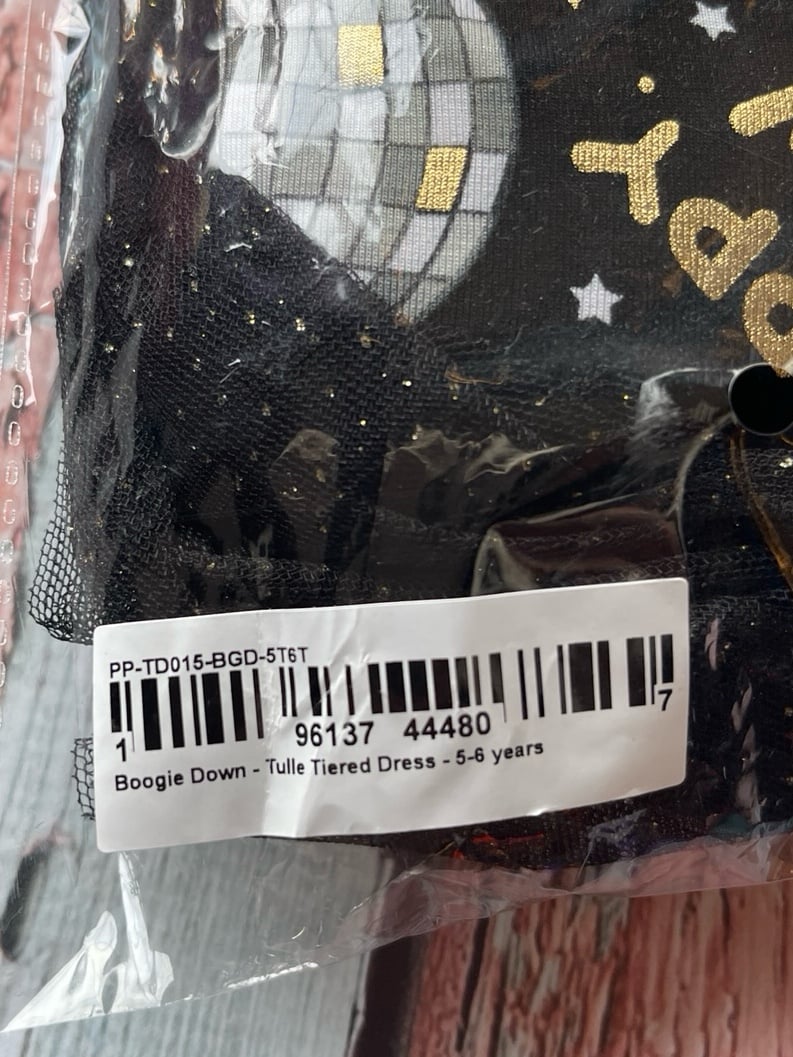 PP-TD015-BGD-5T6T
1 96137 44480 7
Boogie Down - Tulle Tiered Dress - 5-6 years